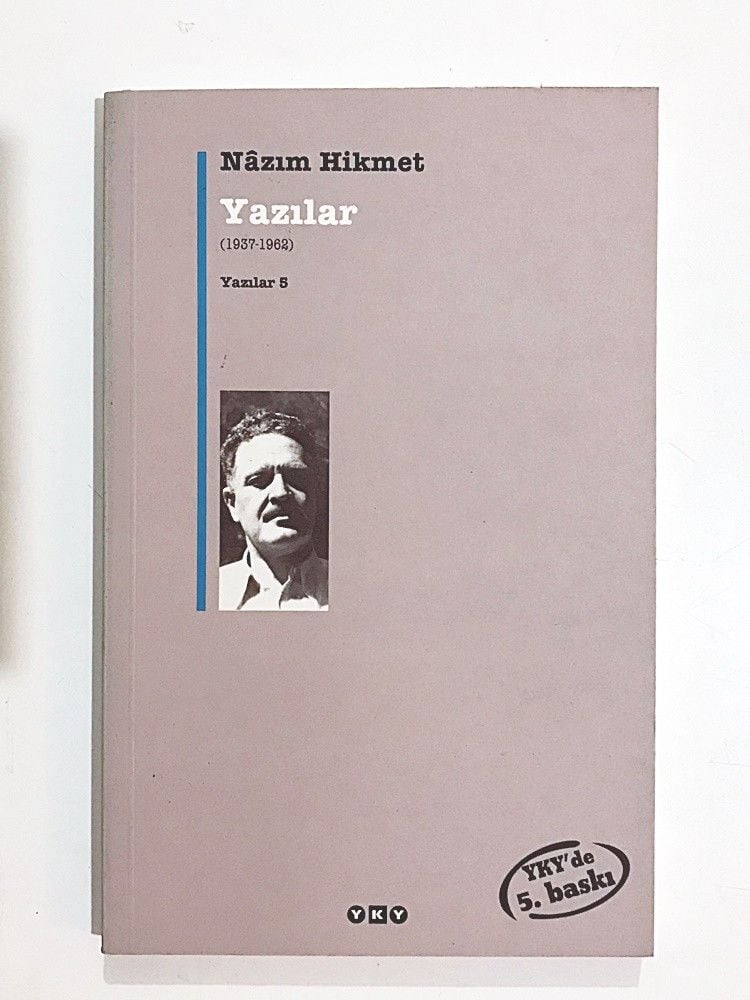 Nâzım Hikmet
Yazılar
(1937-1962)
Yazılar 5
YKY'de
5. baskı
YKY